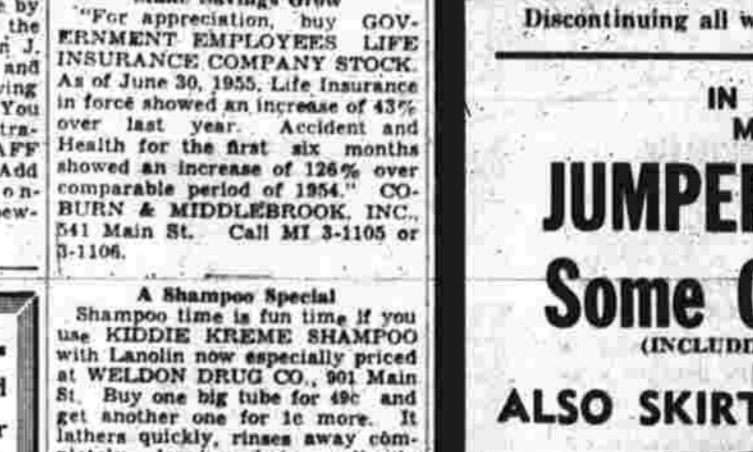 by
the
J.
and
You
AFF
Add
"For appreciation, buy GOV-
ERNMENT EMPLOYEES LIFE
INSURANCE COMPANY STOCK.
As of June 30, 1955, Life Insurance
in force showed an increase of 43%
over last year. Accident and
Health for the first six months
showed an increase of 126% over
comparable period of 1954." CO-
BURN & MIDDLEBROOK, INC.,
541 Main St. Call MI 3-1105 or
3-1106.
A Shampoo Special
Shampoo time is fun time if you
use KIDDIE KREME SHAMPOO
with Lanolin now especially priced
at WELDON DRUG CO., 901 Main
St. Buy one big tube for 49c and
get another one for 1c more. It
lathers quickly, rinses away com-
Discontinuing all
IN
JUMPE
Some
(INCLUDI
ALSO SKIRT